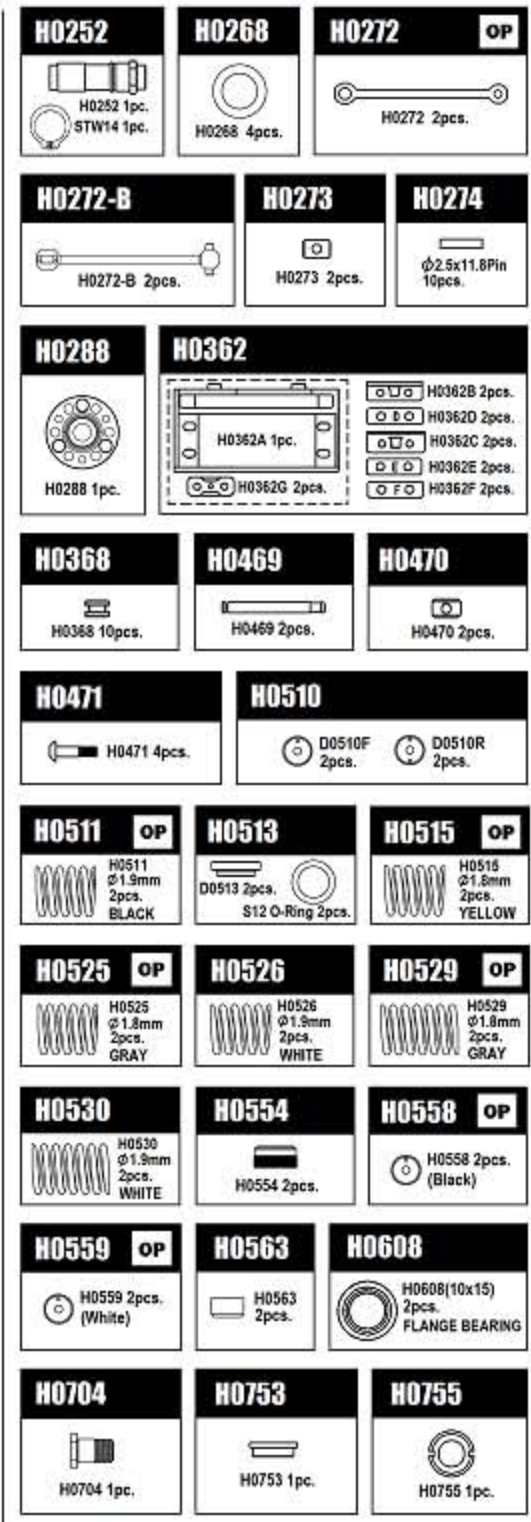 H0252
H0252 1pc.
STW14 1pc.
H0268
H0268 4pcs.
H0272 OP
H0272 2pcs.
H0272-B
H0272-B 2pcs.
H0273
H0273 2pcs.
H0274
ϕ2.5x11.8Pin
10pcs.
H0288
H0288 1pc.
H0362
H0362A 1pc.
H0362G 2pcs.
H0362B 2pcs.
D H0362D 2pcs.
H0362C 2pcs.
E H0362E 2pcs.
F H0362F 2pcs.
H0368
H0368 10pcs.
H0469
H0469 2pcs.
H0470
H0470 2pcs.
H0471
H0471 4pcs.
H0510
D0510F
2pcs.
D0510R
2pcs.
H0511 OP
H0511
ϕ1.9mm
2pcs.
BLACK
H0513
D0513 2pcs.
S12 O-Ring 2pcs.
H0515 OP
H0515
ϕ1.8mm
2pcs.
YELLOW
H0525 OP
H0525
ϕ1.8mm
2pcs.
GRAY
H0526
H0526
ϕ1.9mm
2pcs.
WHITE
H0529 OP
H0529
ϕ1.8mm
2pcs.
GRAY
H0530
H0530
ϕ1.9mm
2pcs.
WHITE
H0554
H0554 2pcs.
H0558 OP
H0558 2pcs.
(Black)
H0559 OP
H0559 2pcs.
(White)
H0563
H0563
2pcs.
H0608
H0608(10x15)
2pcs.
FLANGE BEARING
H0704
H0704 1pc.
H0753
H0753 1pc.
H0755
H0755 1pc.